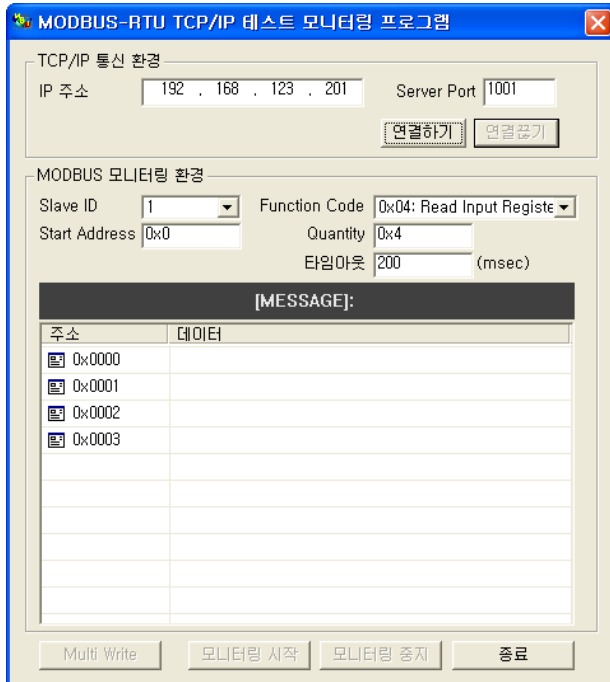 MODBUS-RTU TCP/IP 테스트 모니터링 프로그램
TCP/IP 통신 환경
IP 주소 192 . 168 . 123 . 201 Server Port 1001
연결하기 연결끊기
MODBUS 모니터링 환경
Slave ID 1 Function Code 0x04: Read Input Registe
Start Address 0x0 Quantity 0x4
타임아웃 200 (msec)
[MESSAGE]:
주소 데이터
0x0000
0x0001
0x0002
0x0003
Multi Write 모니터링 시작 모니터링 중지 종료